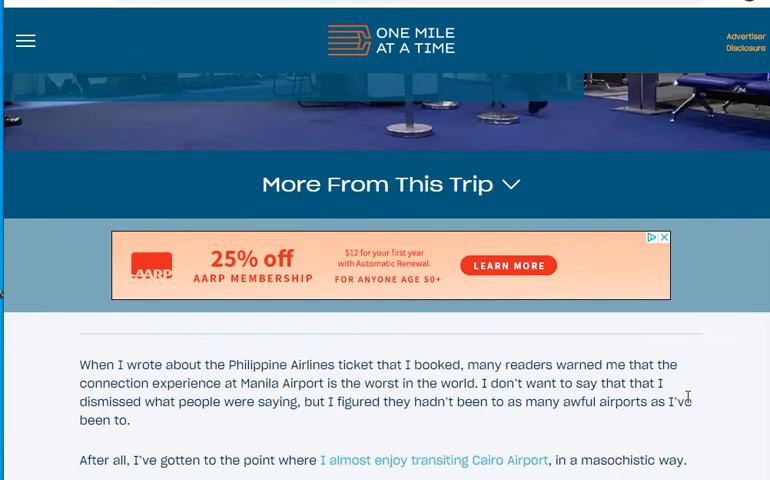 ONE MILE
AT A TIME
Advertiser
Disclosure
More From This Trip
AARP
25% off
AARP MEMBERSHIP
$12 for your first year
with Automatic Renewal.
FOR ANYONE AGE 50+
LEARN MORE
When I wrote about the Philippine Airlines ticket that I booked, many readers warned me that the
connection experience at Manila Airport is the worst in the world. I don't want to say that that I
dismissed what people were saying, but I figured they hadn't been to as many awful airports as I've
been to.
After all, I've gotten to the point where I almost enjoy transiting Cairo Airport, in a masochistic way.